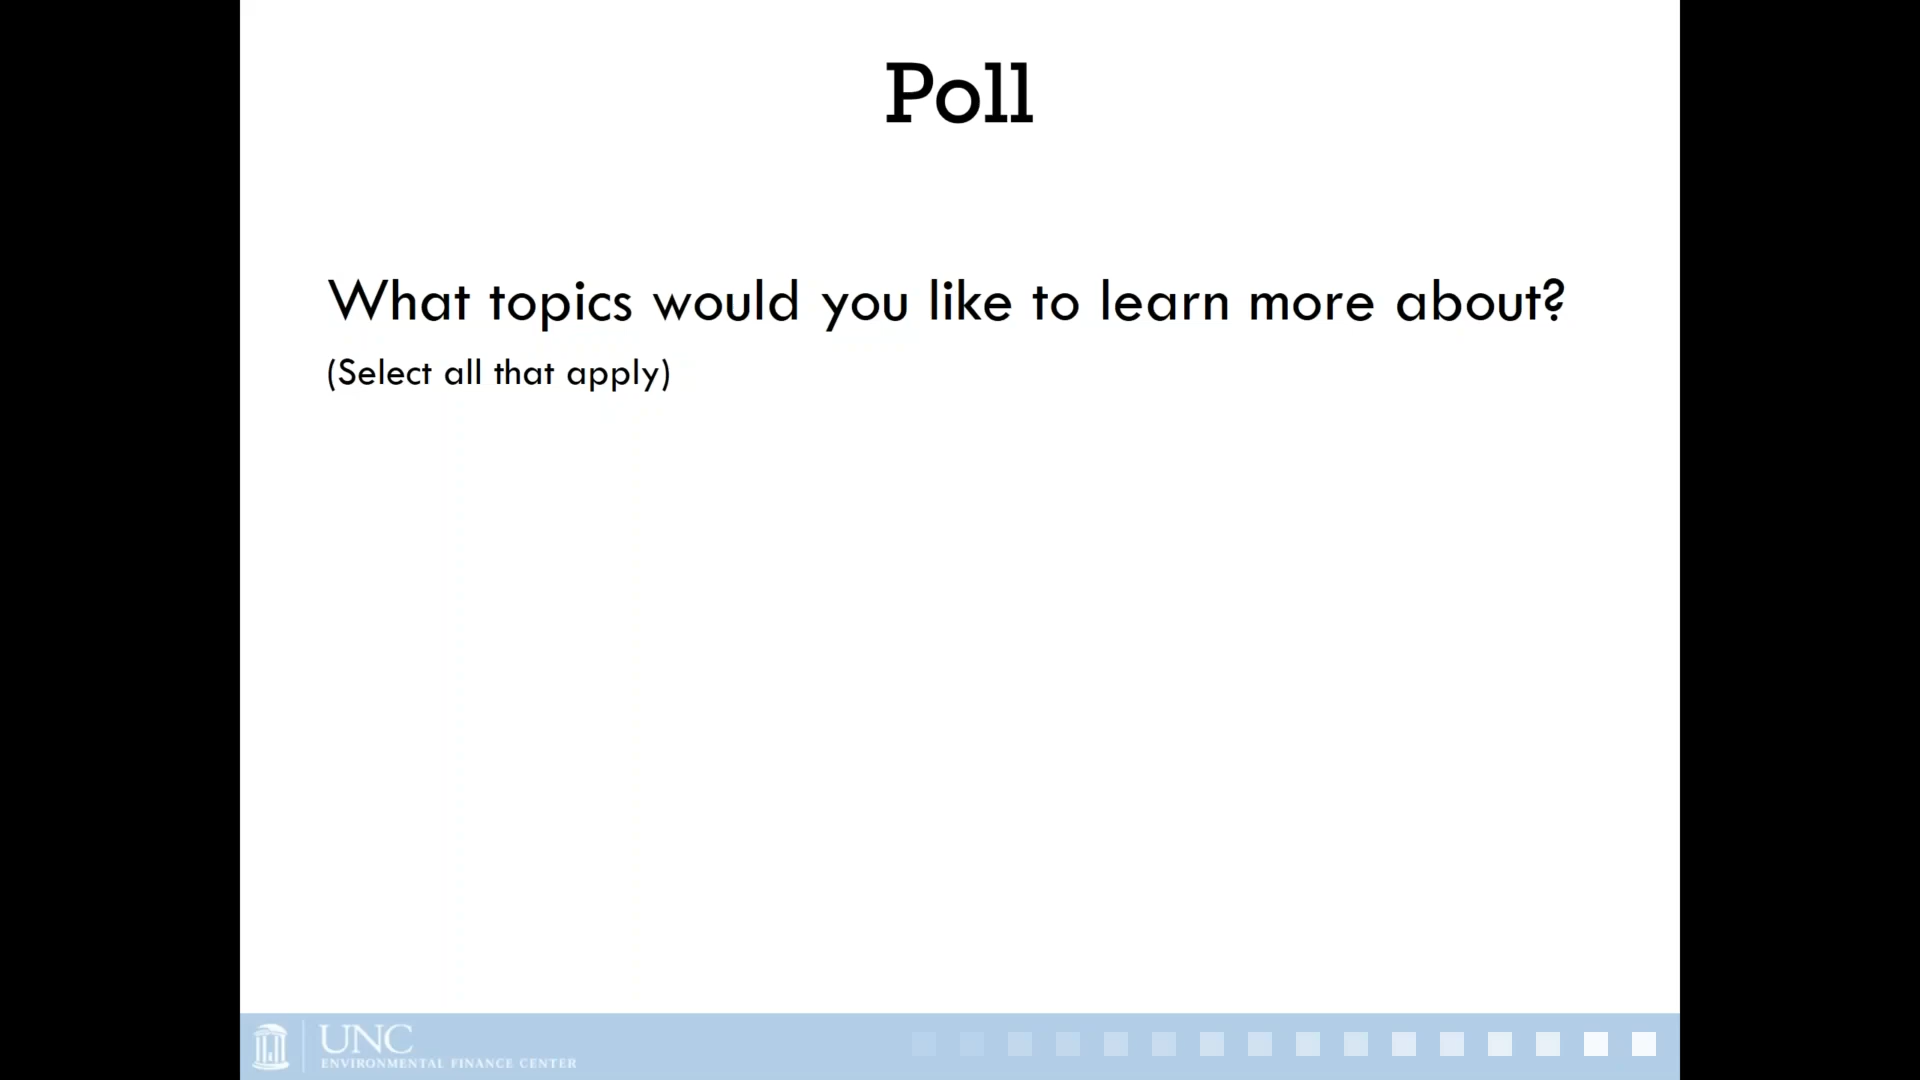 Poll
What topics would you like to learn more about?
(Select all that apply)
UNC
ENVIRONMENTAL FINANCE CENTER